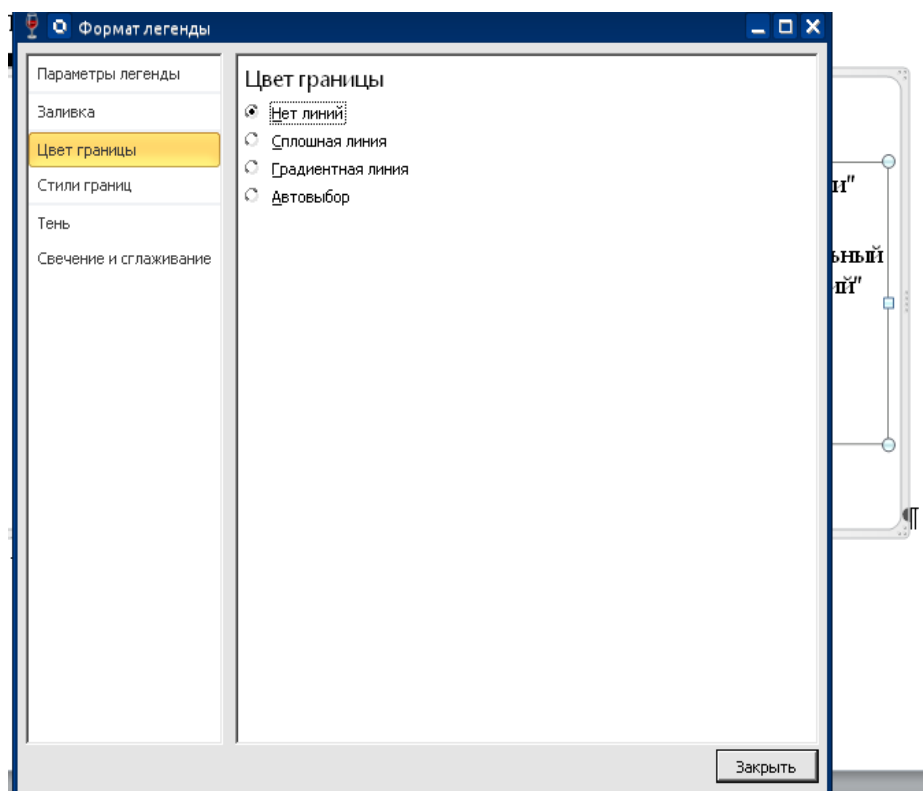 Формат легенды
Параметры легенды
Заливка
Цвет границы
Стили границ
Тень
Свечение и сглаживание
Цвет границы
Нет линий
Сплошная линия
Градиентная линия
Автовыбор
Закрыть